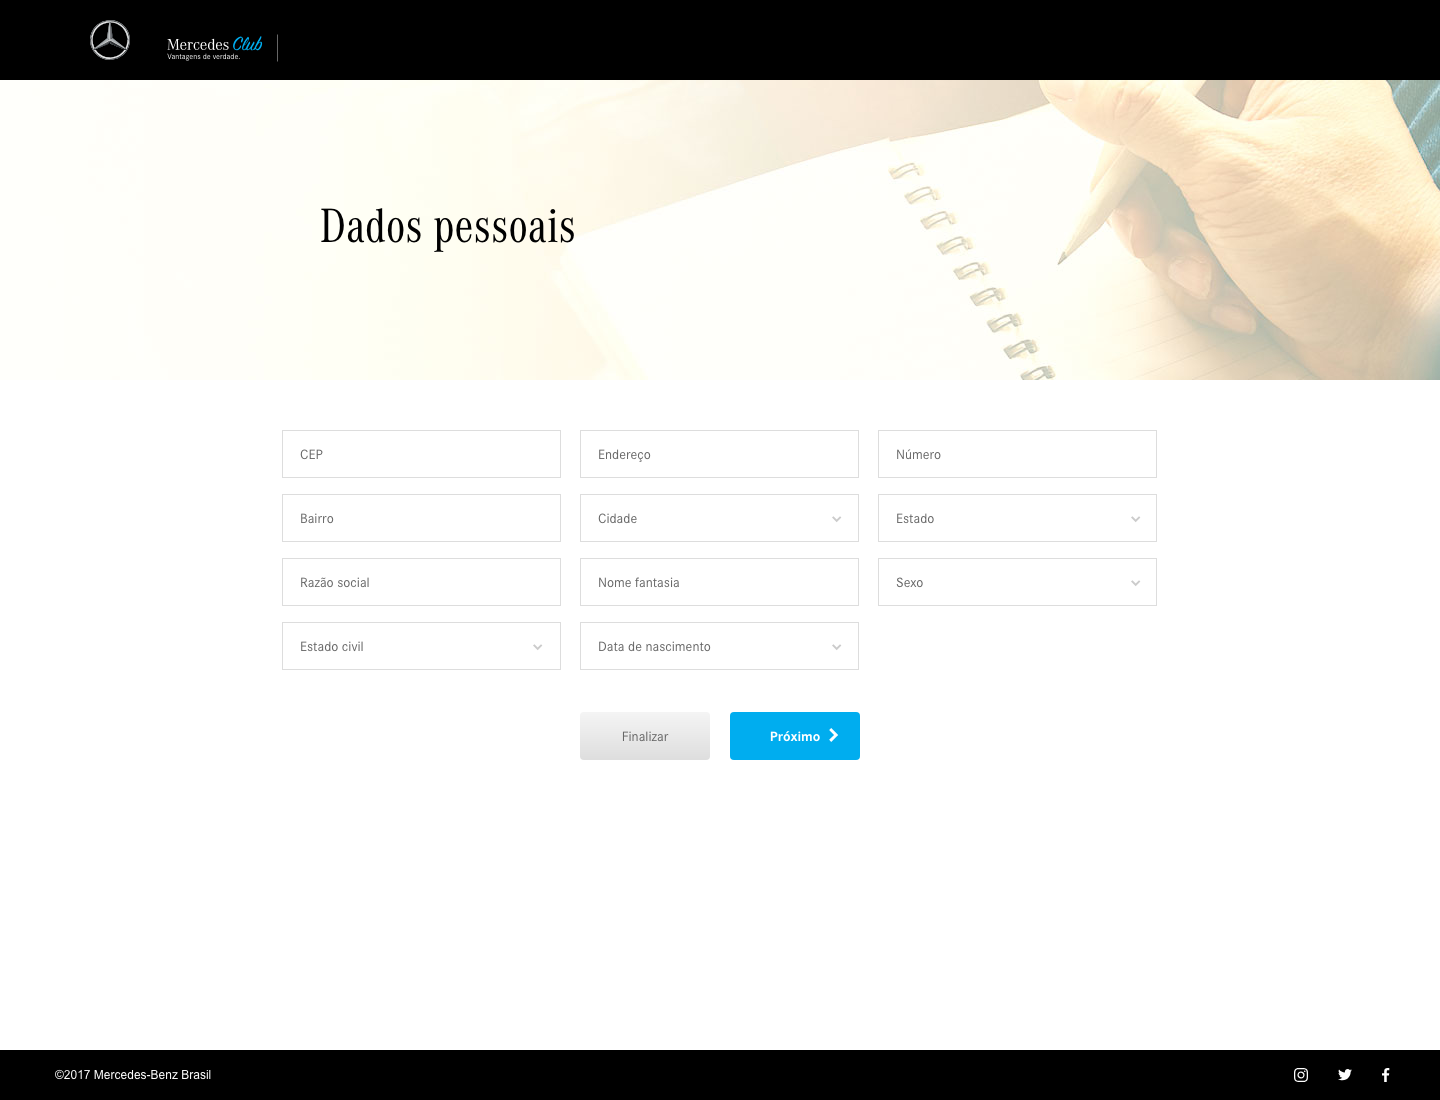 Mercedes Club
Vantagens de verdade.
Dados pessoais
CEP
Endereço
Número
Bairro
Cidade
Estado
Razão social
Nome fantasia
Sexo
Estado civil
Data de nascimento
Finalizar
Próximo
©2017 Mercedes-Benz Brasil